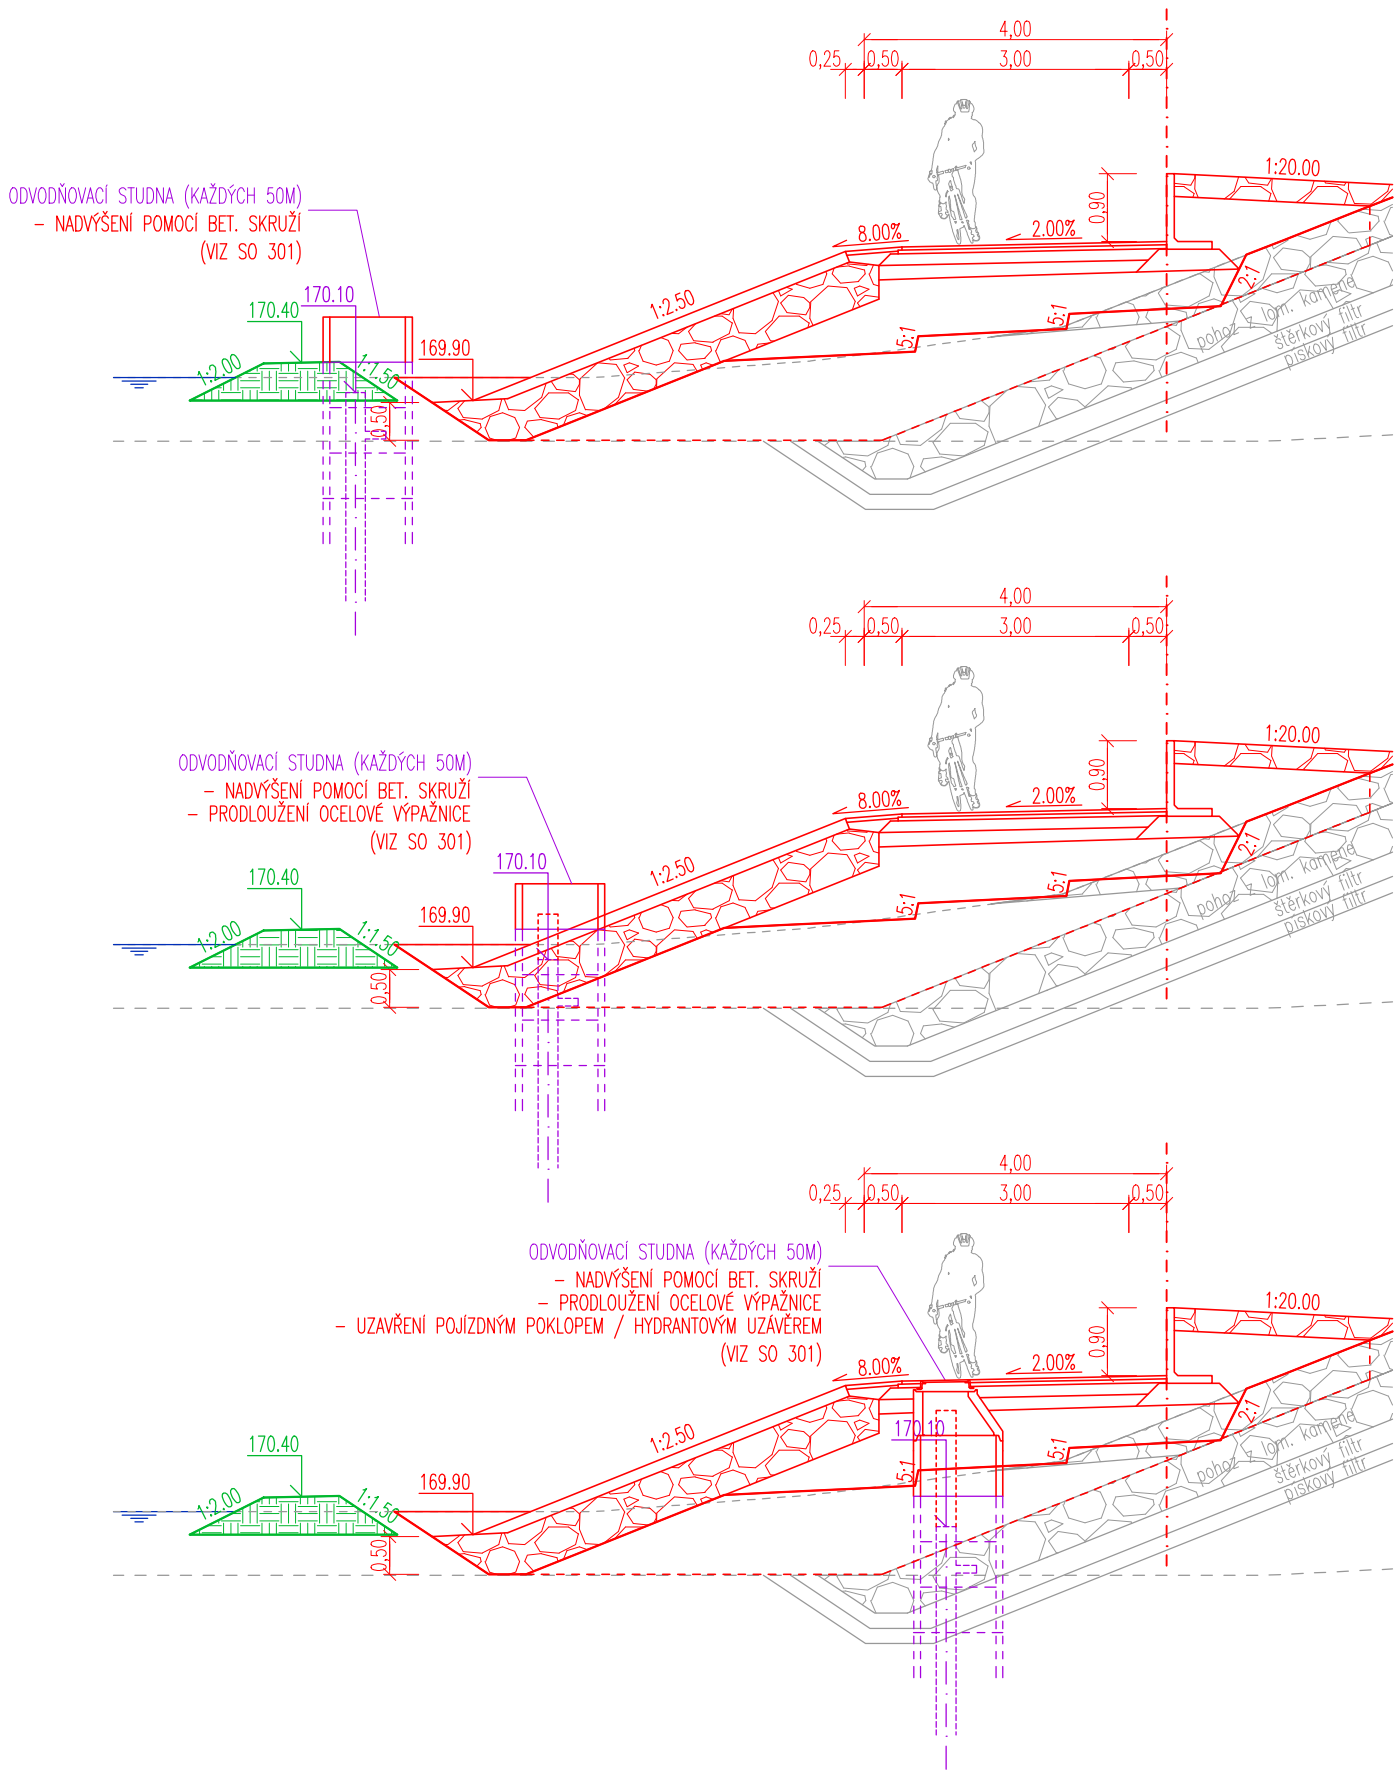 4,00
0,25 0,50 3,00 0,50
1:20.00
0,90
ODVODŇOVACÍ STUDNA (KAŽDÝCH 50M)
– NADVÝŠENÍ POMOCÍ BET. SKRUŽÍ
(VIZ SO 301)
8.00% 2.00%
170.10
170.40
1:2.50
2:1
5:1
5:1
169.90
1:2.00
1:1.50
0,50
pohoz z lom. kamene
štěrkový filtr
pískový filtr
4,00
0,25 0,50 3,00 0,50
1:20.00
0,90
ODVODŇOVACÍ STUDNA (KAŽDÝCH 50M)
– NADVÝŠENÍ POMOCÍ BET. SKRUŽÍ
– PRODLOUŽENÍ OCELOVÉ VÝPAŽNICE
(VIZ SO 301)
8.00% 2.00%
170.10
170.40
1:2.50
2:1
5:1
5:1
169.90
1:2.00
1:1.50
0,50
pohoz z lom. kamene
štěrkový filtr
pískový filtr
4,00
0,25 0,50 3,00 0,50
ODVODŇOVACÍ STUDNA (KAŽDÝCH 50M)
– NADVÝŠENÍ POMOCÍ BET. SKRUŽÍ
– PRODLOUŽENÍ OCELOVÉ VÝPAŽNICE
– UZAVŘENÍ POJÍZDNÝM POKLOPEM / HYDRANTOVÝM UZÁVĚREM
(VIZ SO 301)
1:20.00
0,90
8.00% 2.00%
170.10
170.40
1:2.50
2:1
5:1
5:1
169.90
1:2.00
1:1.50
0,50
pohoz z lom. kamene
štěrkový filtr
pískový filtr